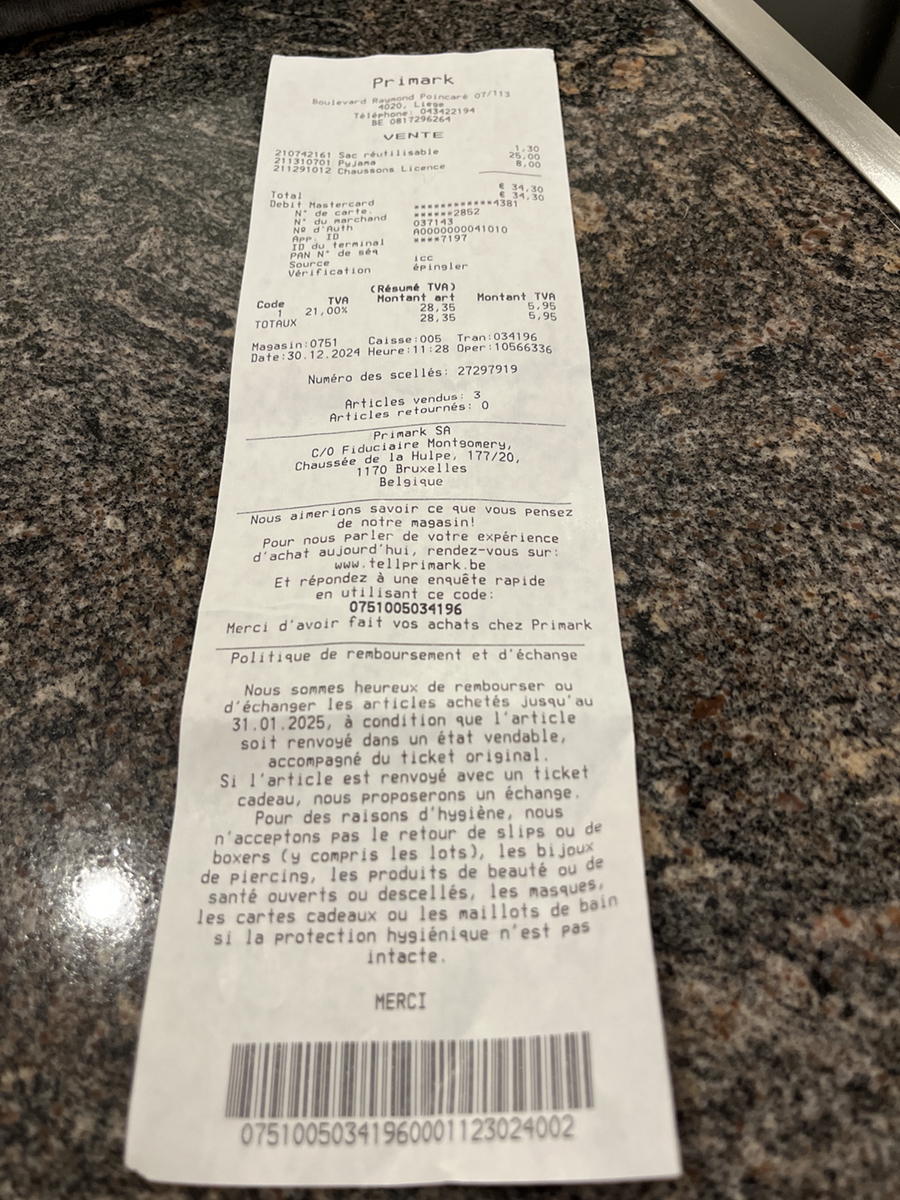 Primark
Boulevard Raymond Poincaré 07/113
4020, Liege
Téléphone: 043422194
BE 0817296264
VENTE
210742161 Sac réutilisable 1,30
211310701 Pyjama 25,00
211291012 Chaussons Licence 8,00
Total € 34,30
Debit Mastercard € 34,30
N° de carte. ************4381
N° du marchand ******2852
Nº d'Auth 037143
App. ID A0000000041010
ID du terminal ****7197
PAN N° de séq
Source icc
Vérification épingler
(Résumé TVA)
Code TVA Montant art Montant TVA
1 21,00% 28,35 5,95
TOTAUX 28,35 5,95
Magasin:0751 Caisse:005 Tran:034196
Date:30.12.2024 Heure:11:28 Oper:10566336
Numéro des scellés: 27297919
Articles vendus: 3
Articles retournés: 0
Primark SA
C/O Fiduciaire Montgomery,
Chaussée de la Hulpe, 177/20,
1170 Bruxelles
Belgique
Nous aimerions savoir ce que vous pensez
de notre magasin!
Pour nous parler de votre expérience
d'achat aujourd'hui, rendez-vous sur:
www.tellprimark.be
Et répondez à une enquête rapide
en utilisant ce code:
0751005034196
Merci d'avoir fait vos achats chez Primark
Politique de remboursement et d'échange
Nous sommes heureux de rembourser ou
d'échanger les articles achetés jusqu'au
31.01.2025, à condition que l'article
soit renvoyé dans un état vendable,
accompagné du ticket original.
Si l'article est renvoyé avec un ticket
cadeau, nous proposerons un échange.
Pour des raisons d'hygiène, nous
n'acceptons pas le retour de slips ou de
boxers (y compris les lots), les bijoux
de piercing, les produits de beauté ou de
santé ouverts ou descellés, les masques,
les cartes cadeaux ou les maillots de bain
si la protection hygiénique n'est pas
intacte.
MERCI
07510050341960001123024002